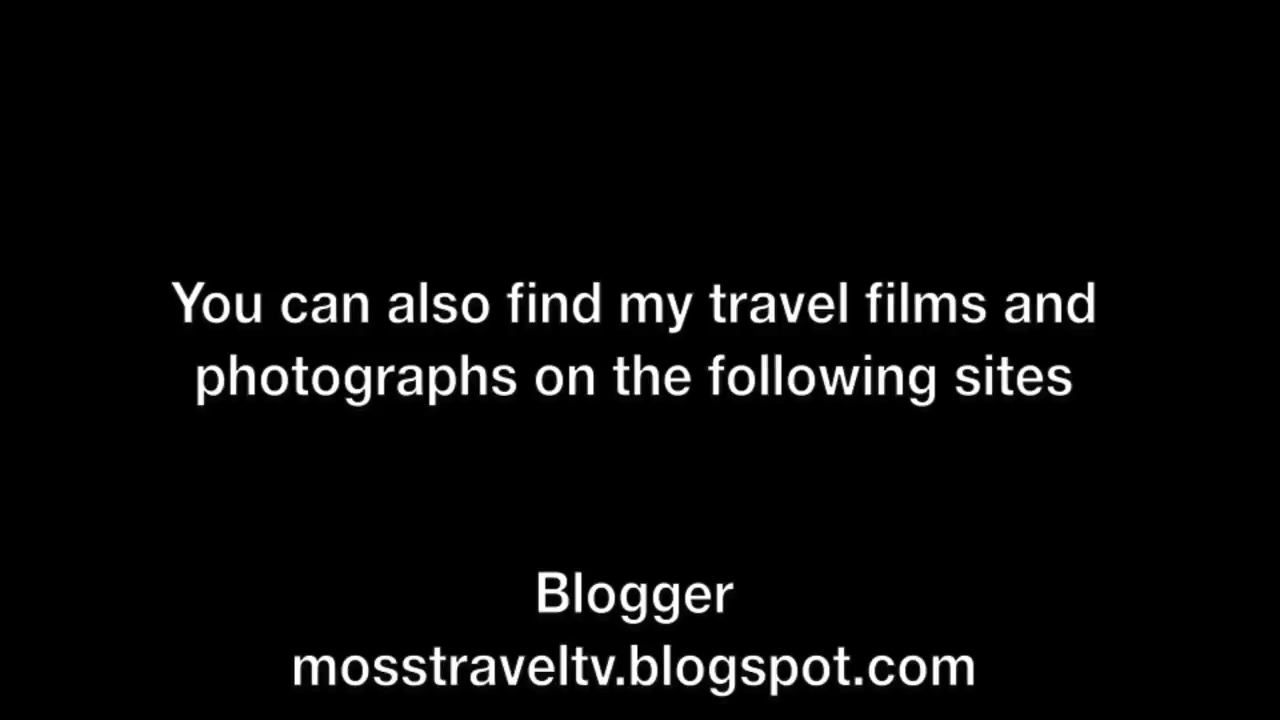 You can also find my travel films and
photographs on the following sites
Blogger
mosstraveltv.blogspot.com